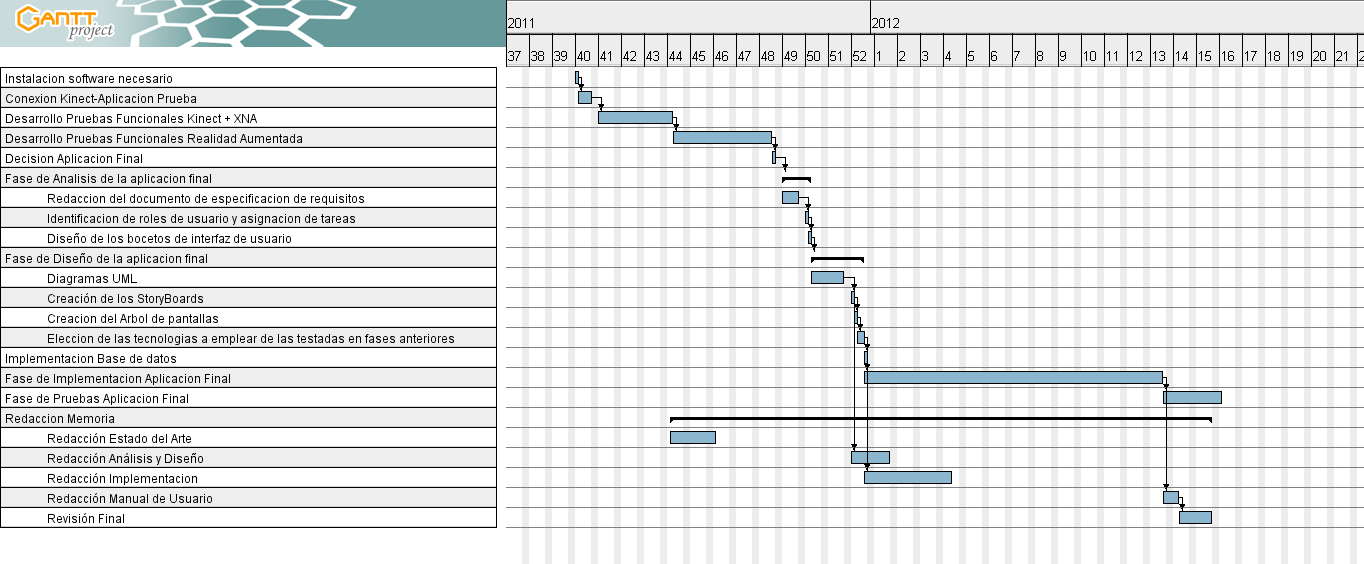 GANTT
project
2011
2012
37 38 39 40 41 42 43 44 45 46 47 48 49 50 51 52 1 2 3 4 5 6 7 8 9 10 11 12 13 14 15 16 17 18 19 20 21 2
Instalacion software necesario
Conexion Kinect-Aplicacion Prueba
Desarrollo Pruebas Funcionales Kinect + XNA
Desarrollo Pruebas Funcionales Realidad Aumentada
Decision Aplicacion Final
Fase de Analisis de la aplicacion final
Redaccion del documento de especificacion de requisitos
Identificacion de roles de usuario y asignacion de tareas
Diseño de los bocetos de interfaz de usuario
Fase de Diseño de la aplicacion final
Diagramas UML
Creación de los StoryBoards
Creacion del Arbol de pantallas
Eleccion de las tecnologias a emplear de las testadas en fases anteriores
Implementacion Base de datos
Fase de Implementacion Aplicacion Final
Fase de Pruebas Aplicacion Final
Redaccion Memoria
Redacción Estado del Arte
Redacción Análisis y Diseño
Redacción Implementacion
Redacción Manual de Usuario
Revisión Final